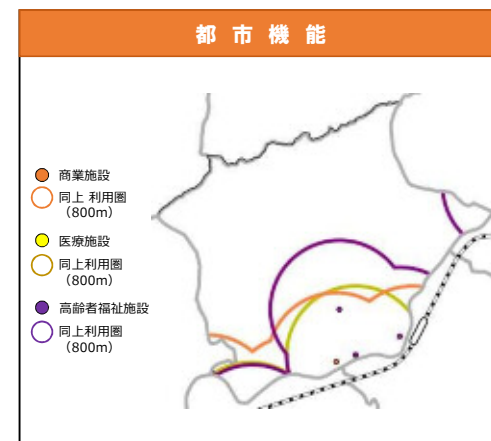 都市機能
商業施設
同上 利用圏
（800m）
医療施設
同上利用圏
（800m）
高齢者福祉施設
同上利用圏
（800m）